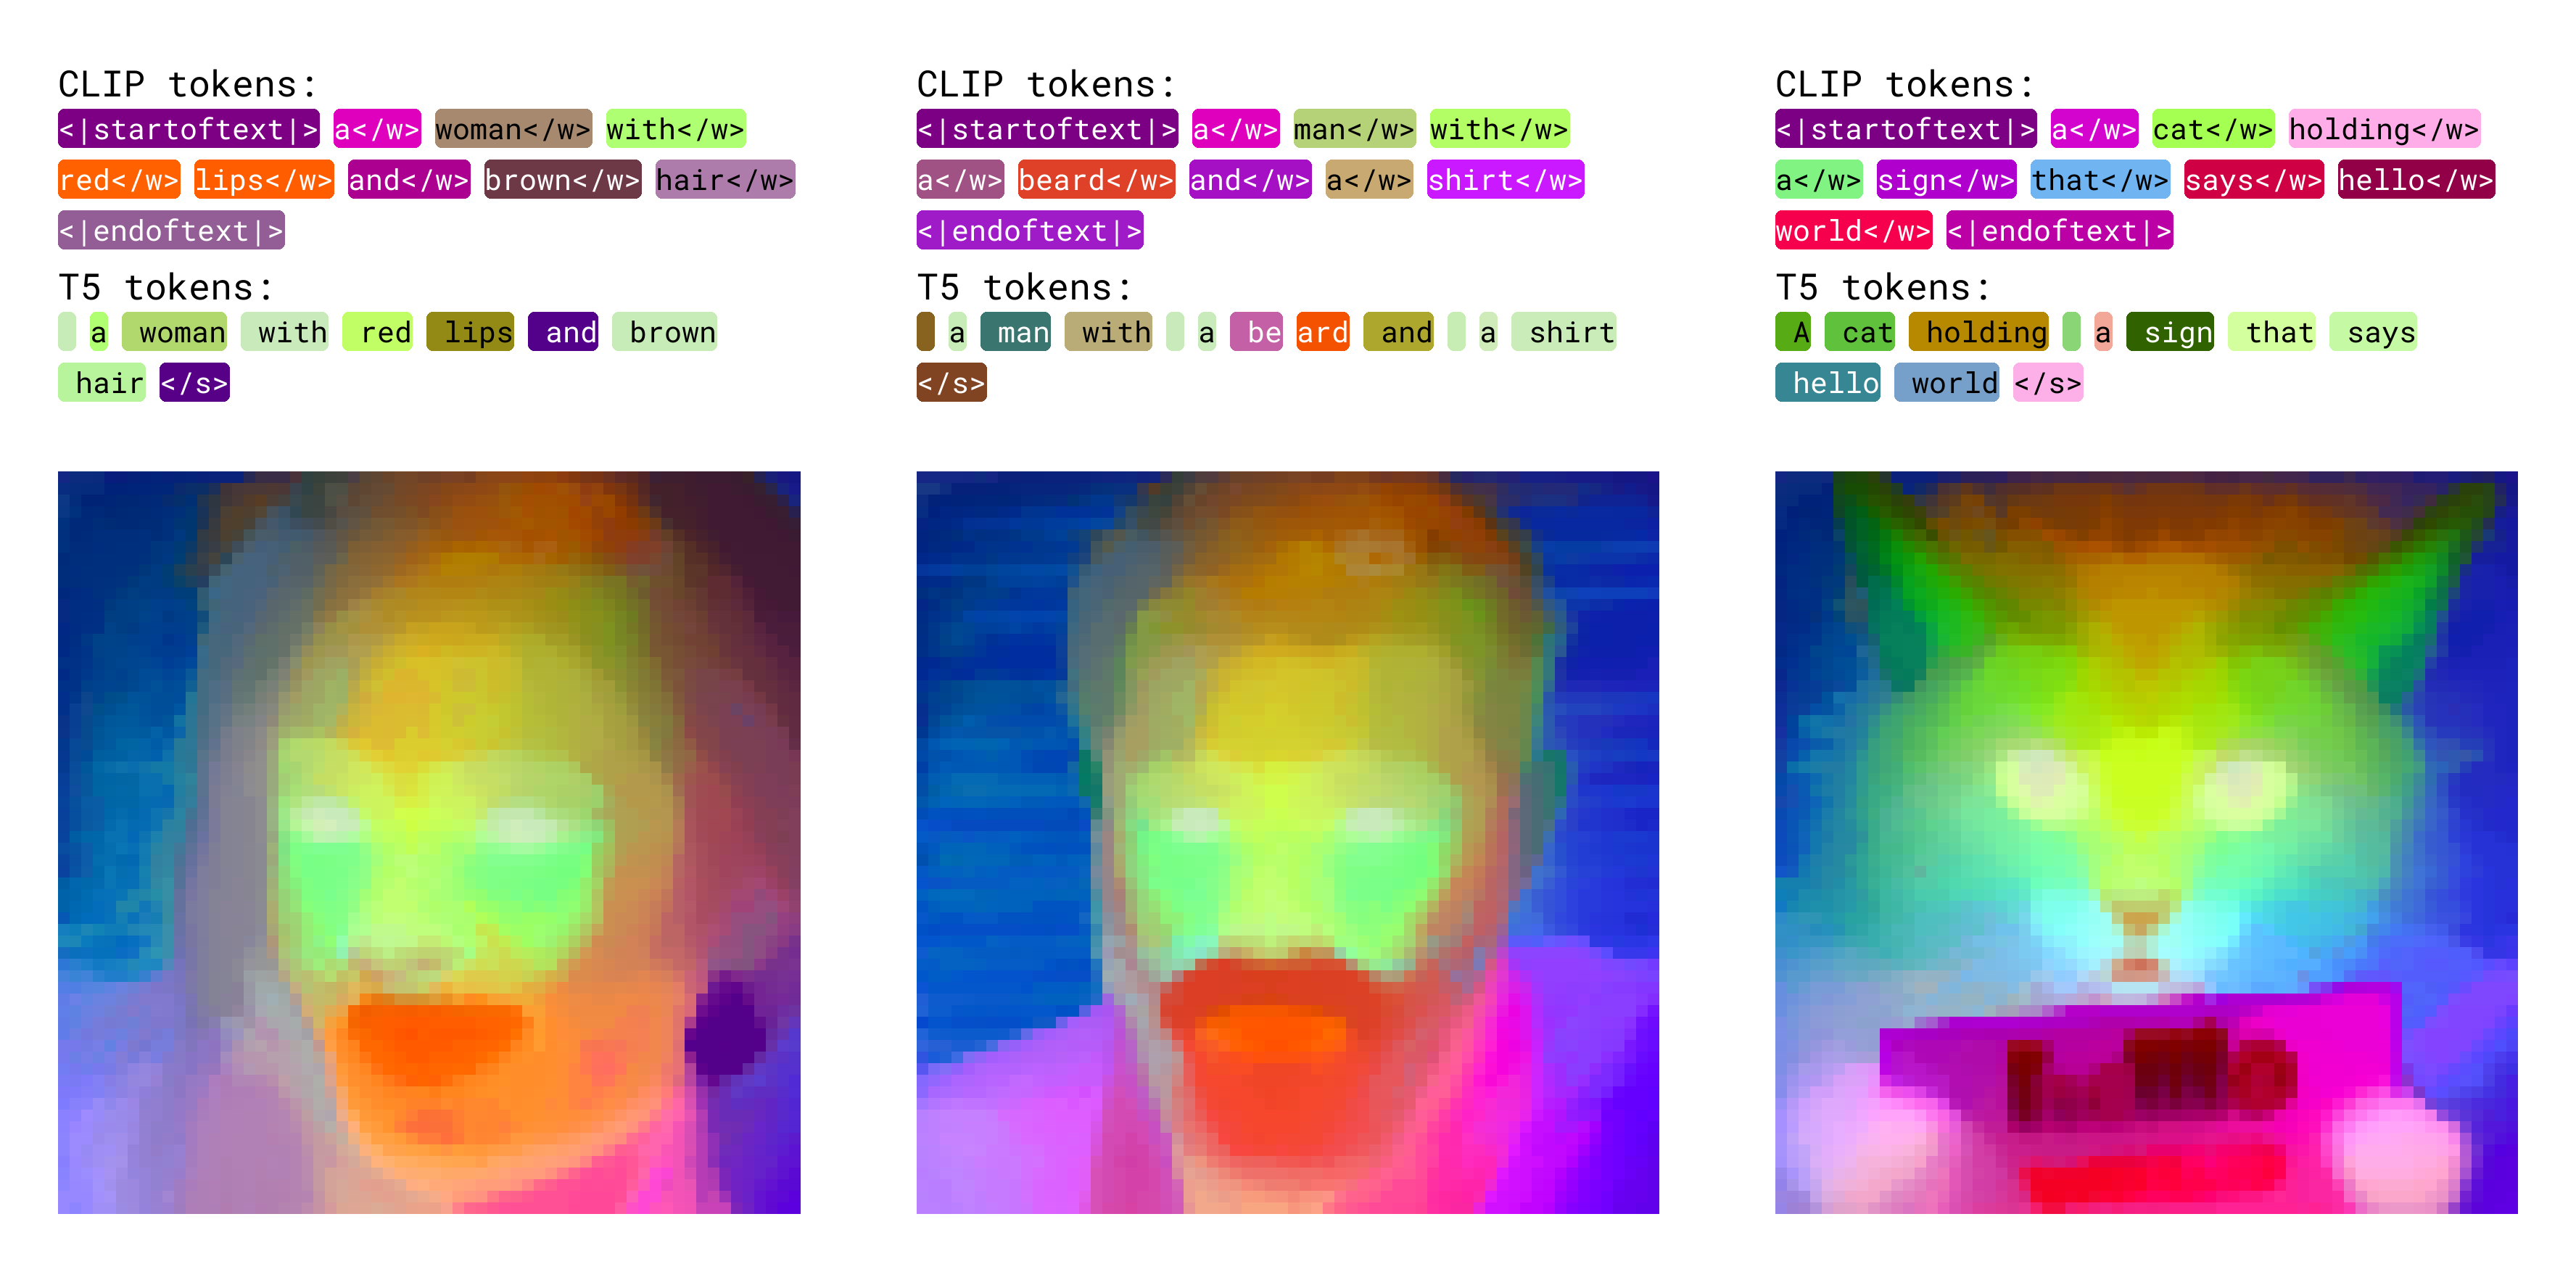 CLIP tokens:
<|startoftext|> a</w> woman</w> with</w>
red</w> lips</w> and</w> brown</w> hair</w>
<|endoftext|>
T5 tokens:
a woman with red lips and brown
hair </s>
CLIP tokens:
<|startoftext|> a</w> man</w> with</w>
a</w> beard</w> and</w> a</w> shirt</w>
<|endoftext|>
T5 tokens:
a man with a be ard and a shirt
</s>
CLIP tokens:
<|startoftext|> a</w> cat</w> holding</w>
a</w> sign</w> that</w> says</w> hello</w>
world</w> <|endoftext|>
T5 tokens:
A cat holding a sign that says
hello world </s>